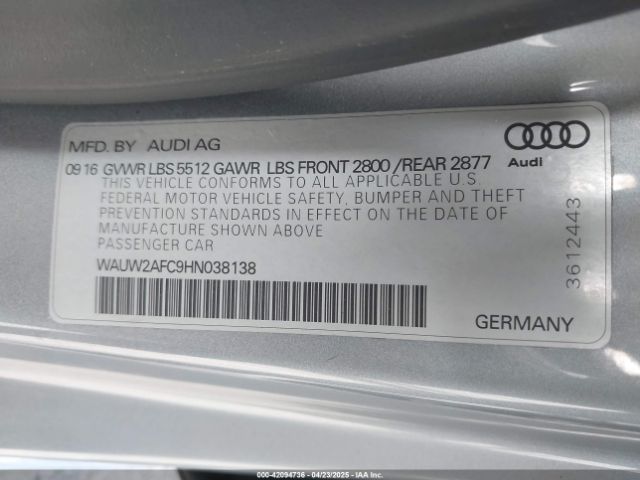 MFD. BY AUDI AG
09 16 GVWR LBS 5512 GAWR LBS FRONT 2800 /REAR 2877
THIS VEHICLE CONFORMS TO ALL APPLICABLE U.S.
FEDERAL MOTOR VEHICLE SAFETY, BUMPER AND THEFT
PREVENTION STANDARDS IN EFFECT ON THE DATE OF
MANUFACTURE SHOWN ABOVE.
PASSENGER CAR
WAUW2AFC9HN038138
Audi
3612443
GERMANY
000-42094736 - 04/23/2025 - IAA Inc.